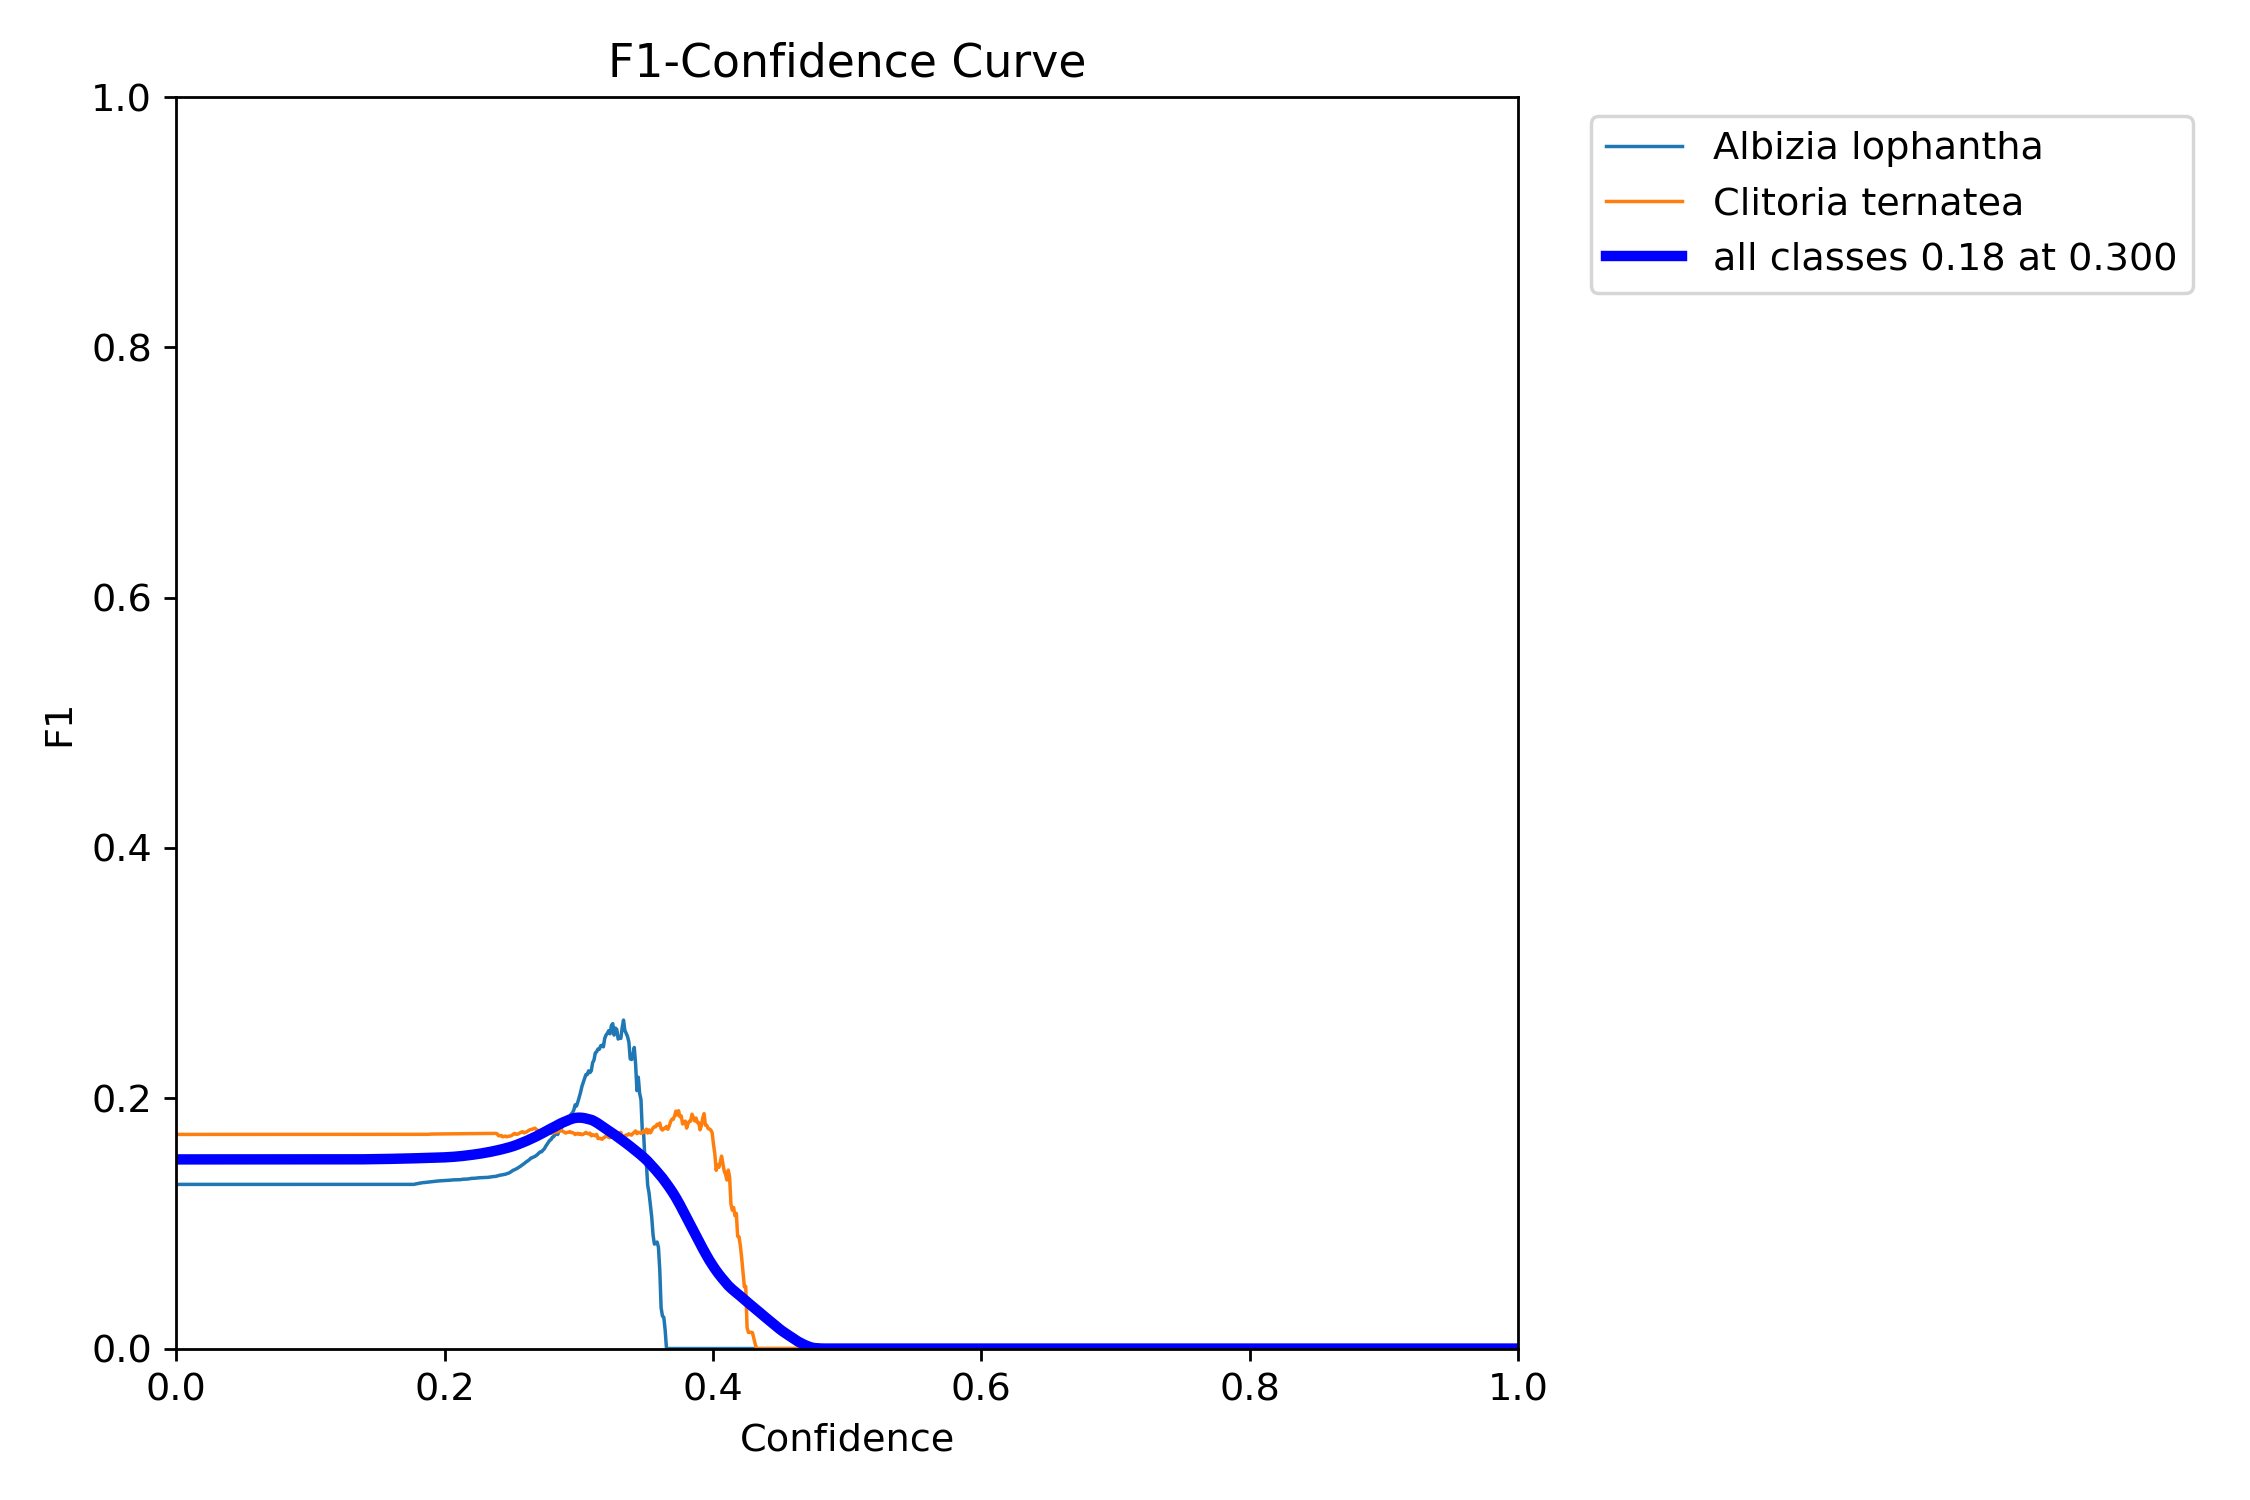 F1-Confidence Curve
1.0
0.8
0.6
0.4
0.2
0.0
F1
0.0 0.2 0.4 0.6 0.8 1.0
Confidence
Albizia lophantha
Clitoria ternatea
all classes 0.18 at 0.300